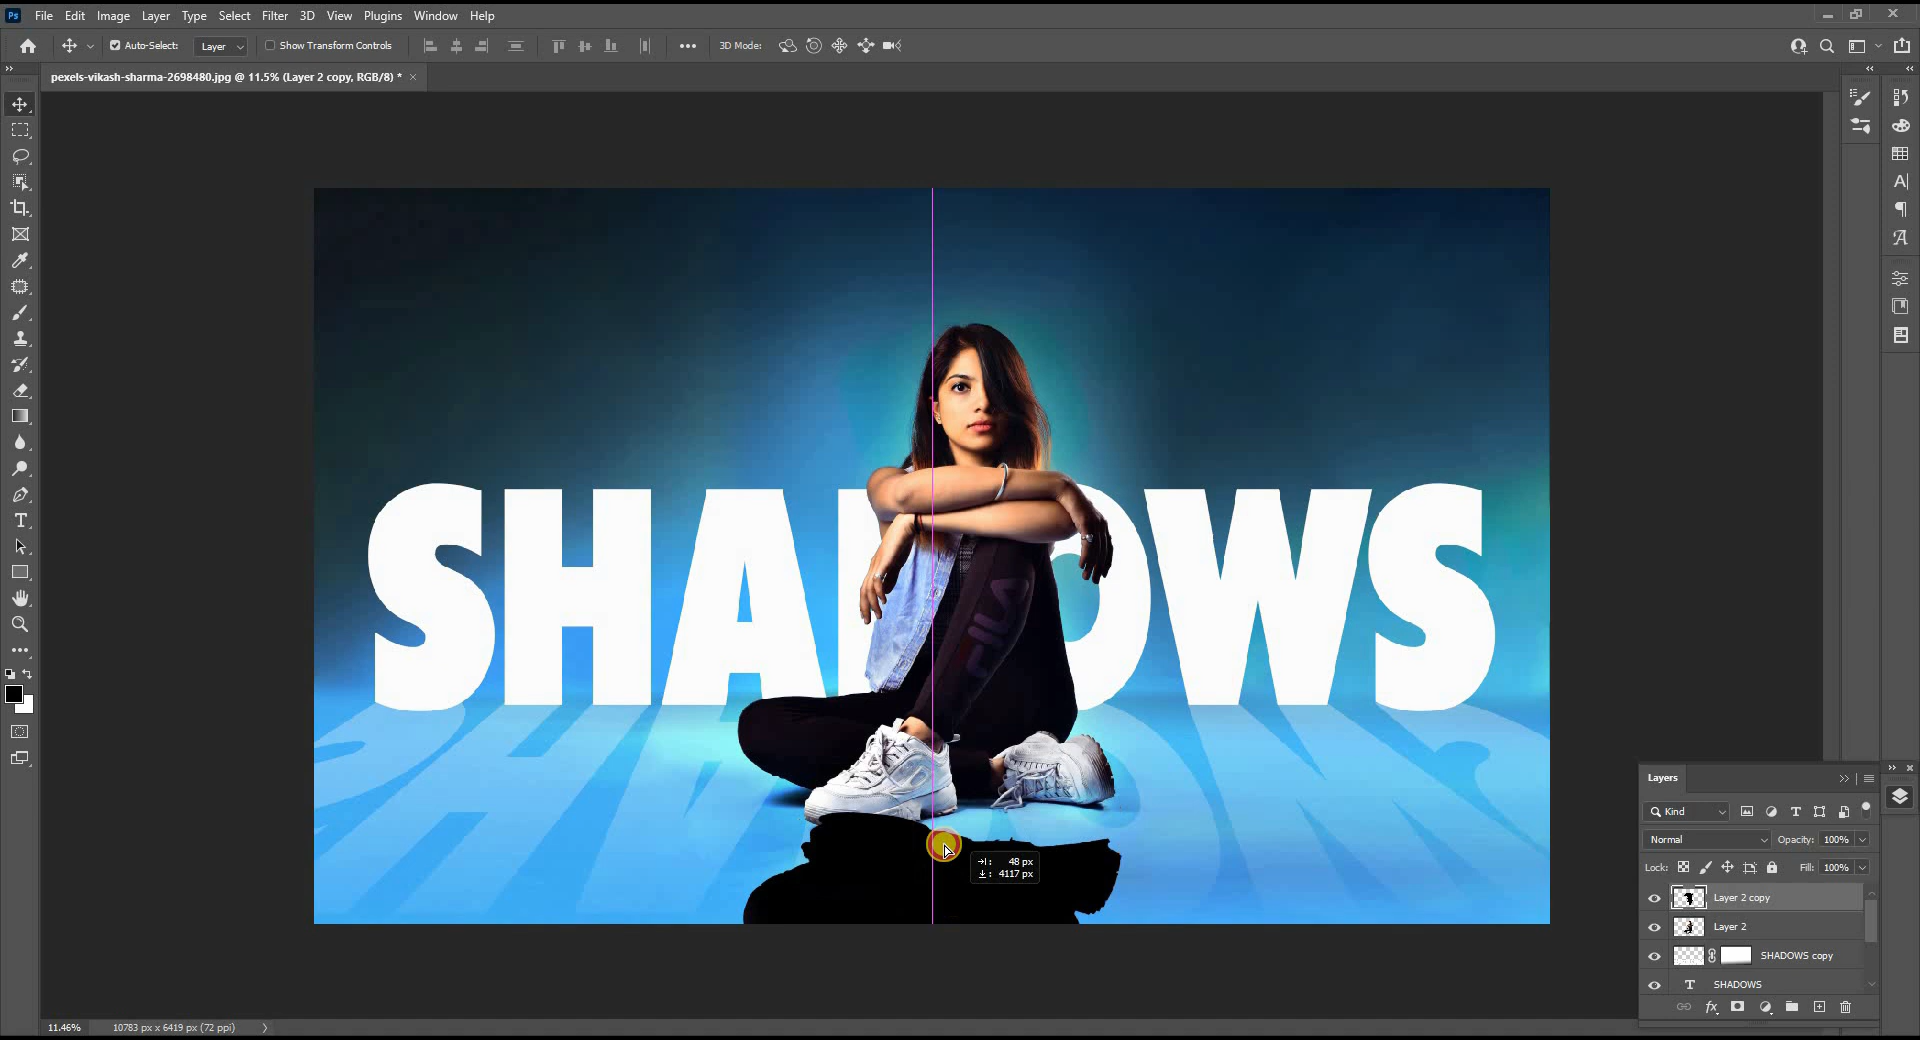 Ps File Edit Image Layer Type Select Filter 3D View Plugins Window Help
Auto-Select: Layer Show Transform Controls 3D Mode:
pexels-vikash-sharma-2698480.jpg @ 11.5% (Layer 2 copy, RGB/8) *
SHADOWS
FILA
48 px
4117 px
Layers
Kind
Normal Opacity: 100%
Lock: Fill: 100%
Layer 2 copy
Layer 2
SHADOWS copy
T SHADOWS
fx
11.46% 10783 px x 6419 px (72 ppi)